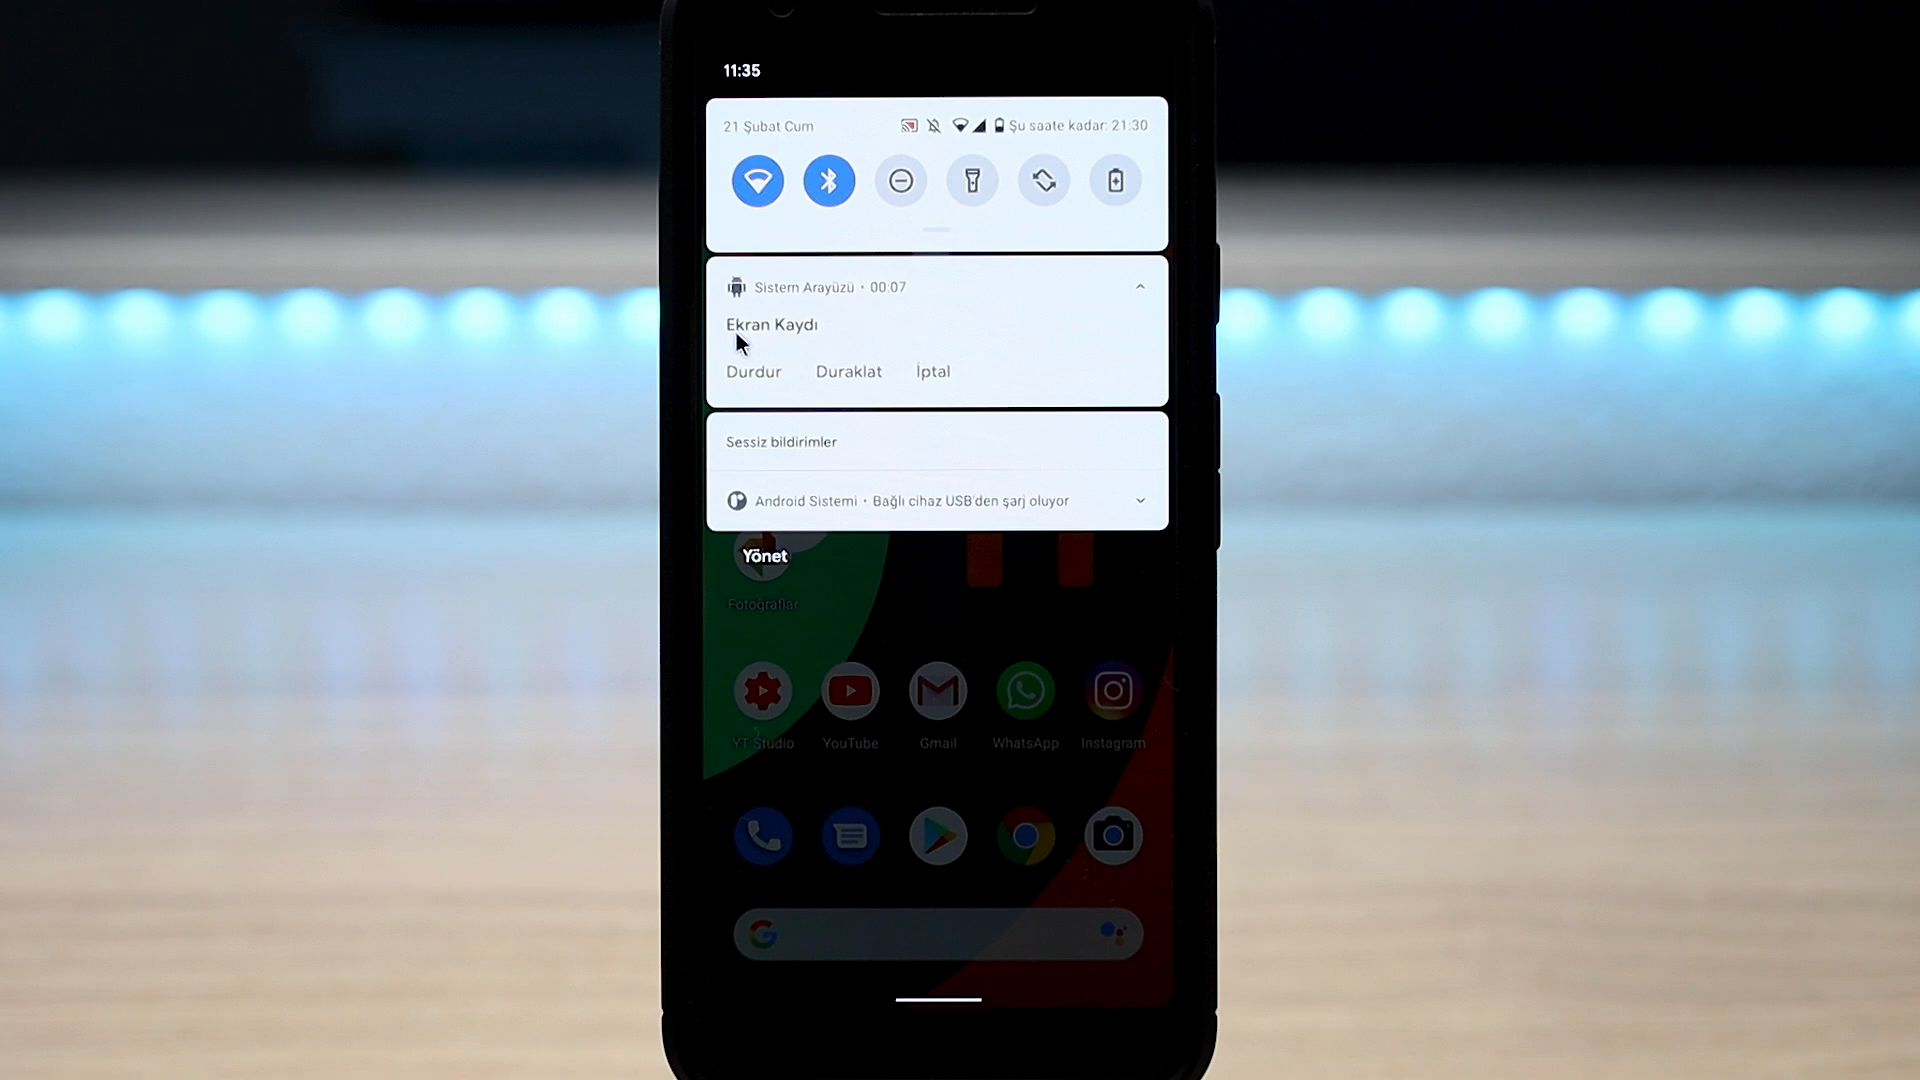 11:35
21 Şubat Cum
Şu saate kadar: 21:30
Sistem Arayüzü • 00:07
Ekran Kaydı
Durdur Duraklat İptal
Sessiz bildirimler
Android Sistemi • Bağlı cihaz USB'den şarj oluyor
Yönet
Fotoğraflar
YT Studio YouTube Gmail WhatsApp Instagram